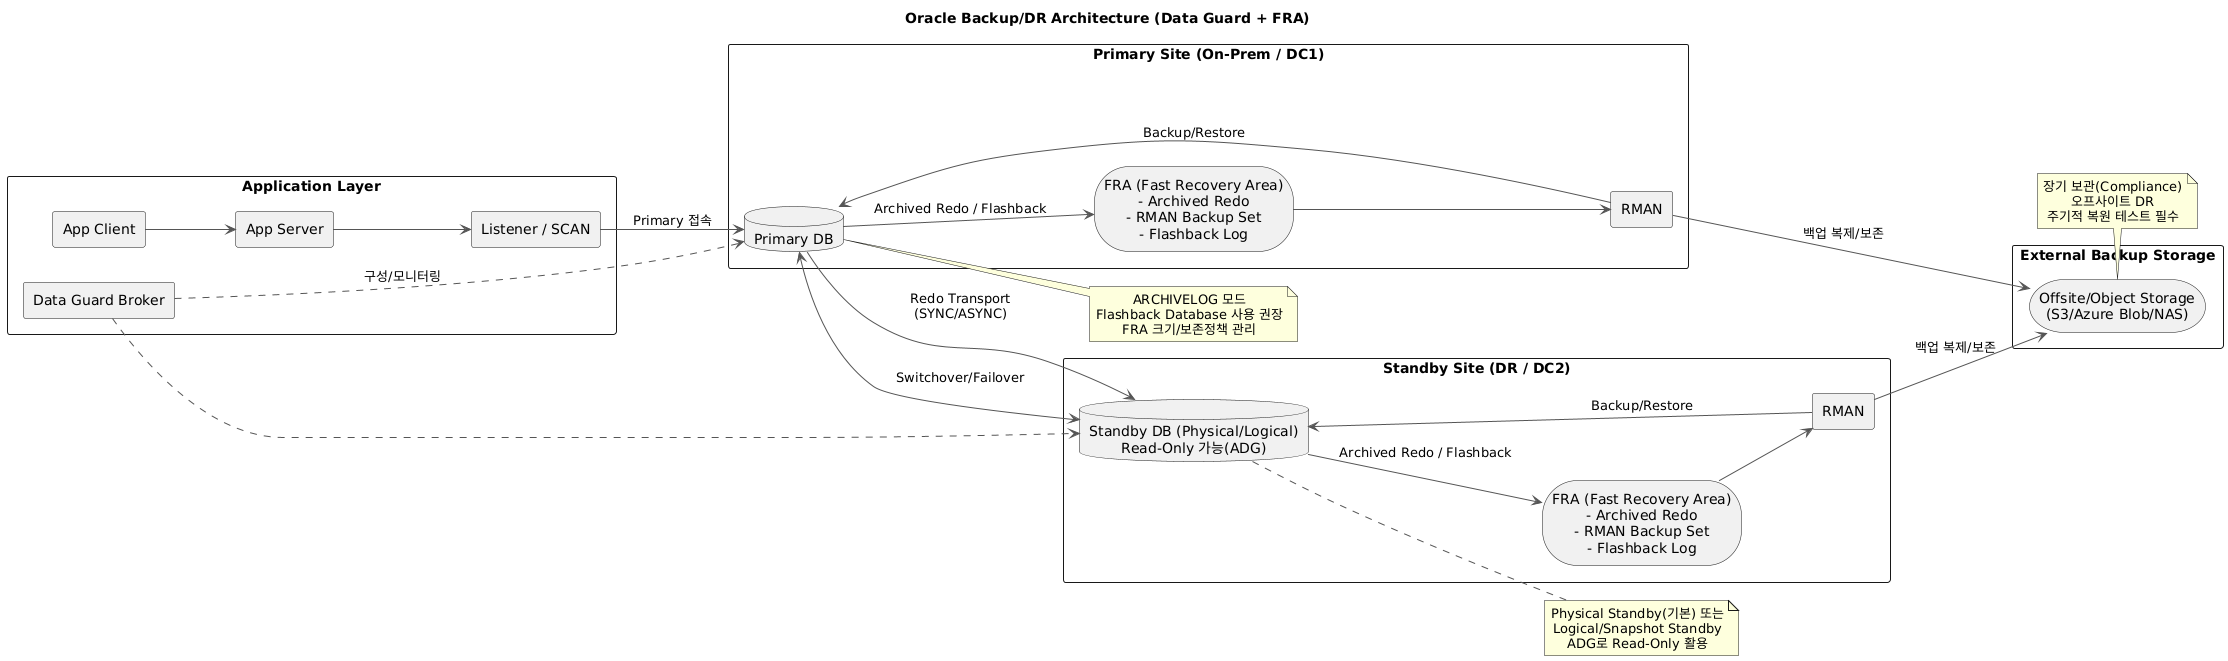 Oracle Backup/DR Architecture (Data Guard + FRA)
Application Layer
App Client
App Server
Listener / SCAN
Data Guard Broker
구성/모니터링
Primary 접속
Primary Site (On-Prem / DC1)
Primary DB
Backup/Restore
Archived Redo / Flashback
FRA (Fast Recovery Area)
- Archived Redo
- RMAN Backup Set
- Flashback Log
RMAN
ARCHIVELOG 모드
Flashback Database 사용 권장
FRA 크기/보존정책 관리
Redo Transport
(SYNC/ASYNC)
Switchover/Failover
Standby Site (DR / DC2)
Standby DB (Physical/Logical)
Read-Only 가능(ADG)
Backup/Restore
Archived Redo / Flashback
FRA (Fast Recovery Area)
- Archived Redo
- RMAN Backup Set
- Flashback Log
RMAN
Physical Standby(기본) 또는
Logical/Snapshot Standby
ADG로 Read-Only 활용
백업 복제/보존
백업 복제/보존
장기 보관(Compliance)
오프사이트 DR
주기적 복원 테스트 필수
External Backup Storage
Offsite/Object Storage
(S3/Azure Blob/NAS)